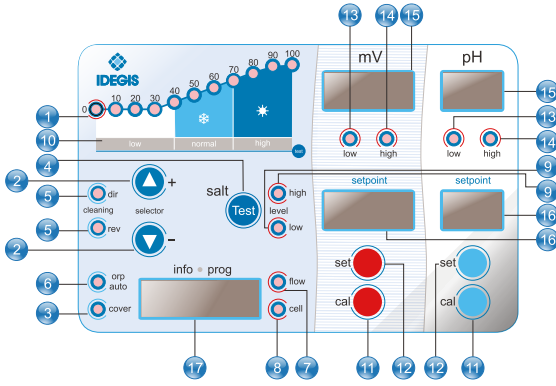 13 14 15
mV pH
IDEGIS
0 10 20 30 40 50 60 70 80 90 100
15
1
13
10
low normal high
test
low high
low high
14
4
9
2
+
salt
Test
high
level
low
setpoint
setpoint
9
5
dir
cleaning
selector
16
5
rev
16
2
-
set
set
6
orp
auto
info • prog
flow
3
cover
cell
cal
cal
17 8 7 11 12 12 11